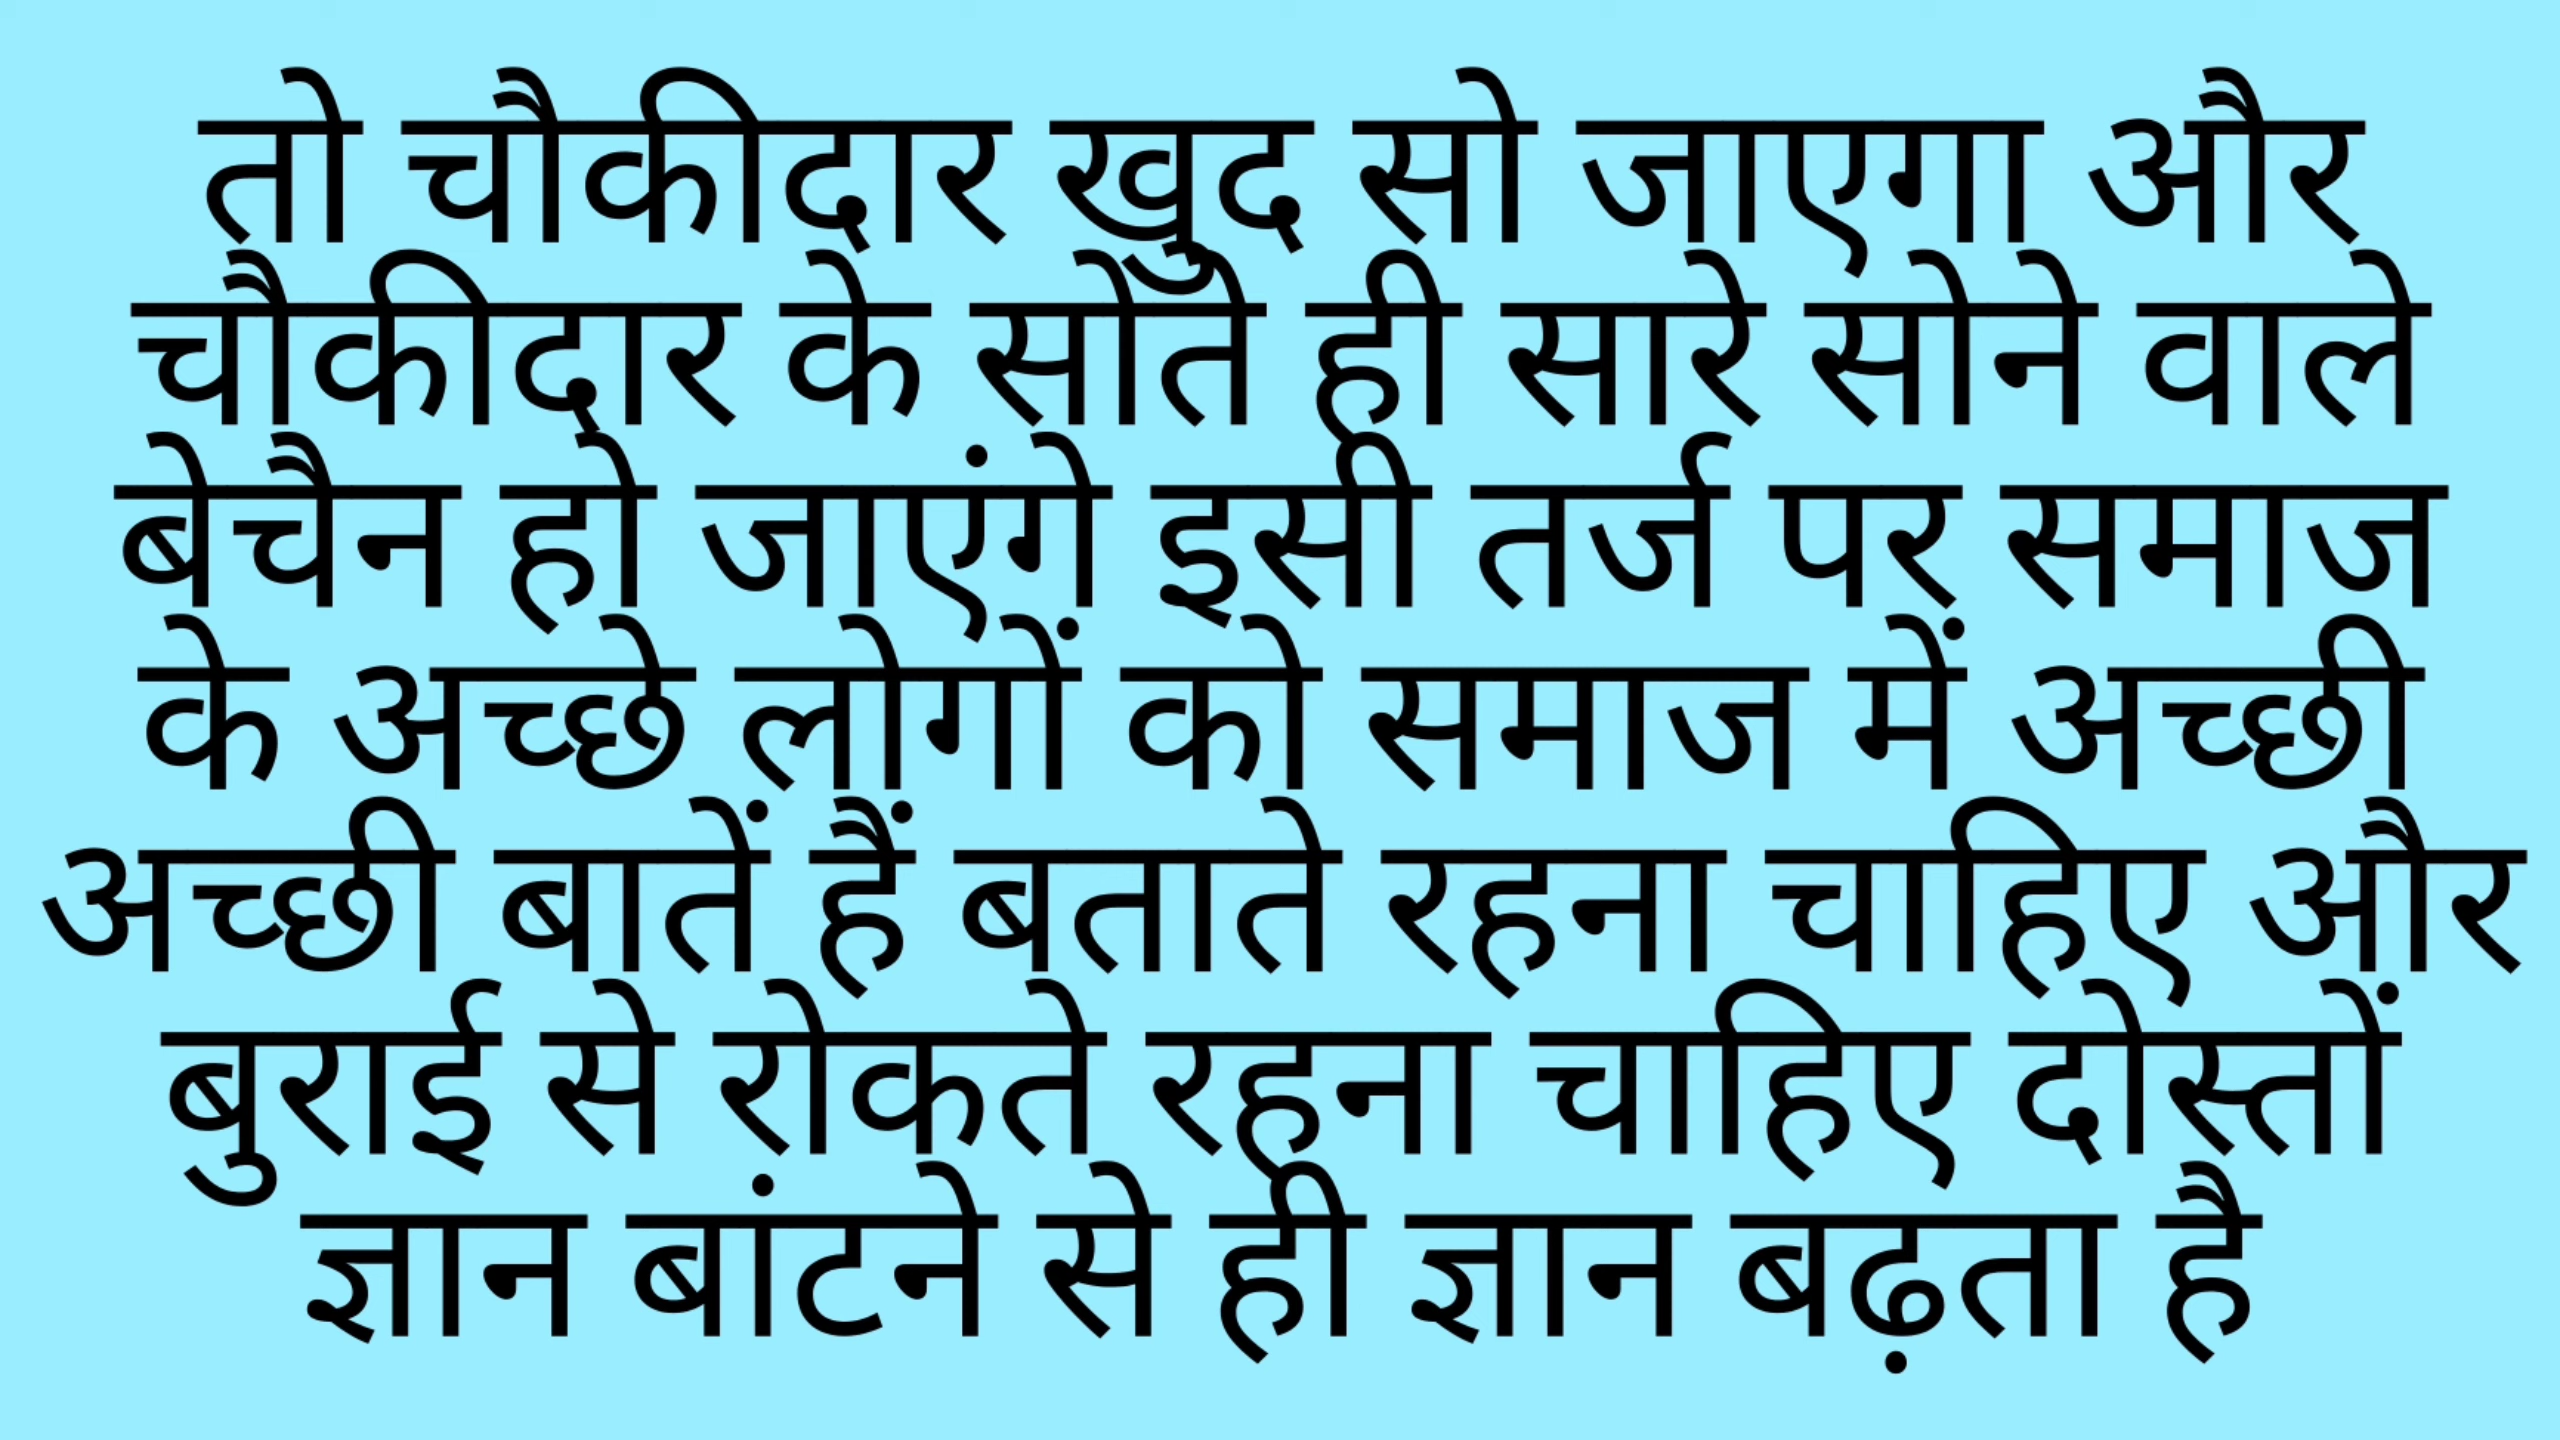 तो चौकीदार खुद सो जाएगा और
चौकीदार के सोते ही सारे सोने वाले
बेचैन हो जाएंगे इसी तर्ज पर समाज
के अच्छे लोगों को समाज में अच्छी
अच्छी बातें हैं बताते रहना चाहिए और
बुराई से रोकते रहना चाहिए दोस्तों
ज्ञान बांटने से ही ज्ञान बढ़ता है